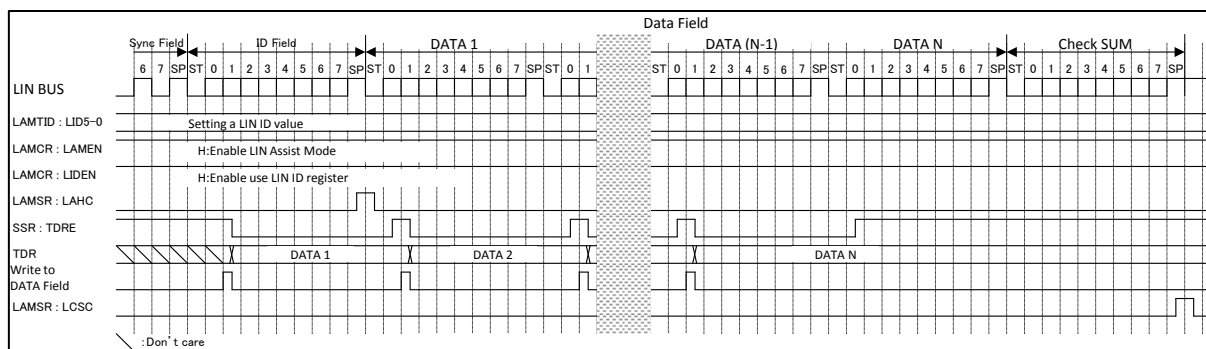 Data Field
Sync Field ID Field DATA 1 DATA (N-1) DATA N Check SUM
6 7 SP ST 0 1 2 3 4 5 6 7 SP ST 0 1 2 3 4 5 6 7 SP ST 0 1 ST 0 1 2 3 4 5 6 7 SP ST 0 1 2 3 4 5 6 7 SP ST 0 1 2 3 4 5 6 7 SP
LIN BUS
LAMTID : LID5-0 Setting a LIN ID value
LAMCR : LAMEN H:Enable LIN Assist Mode
LAMCR : LIDEN H:Enable use LIN ID register
LAMSR : LAHC
SSR : TDRE
TDR DATA 1 DATA 2 DATA N
Write to
DATA Field
LAMSR : LCSC
:Don't care